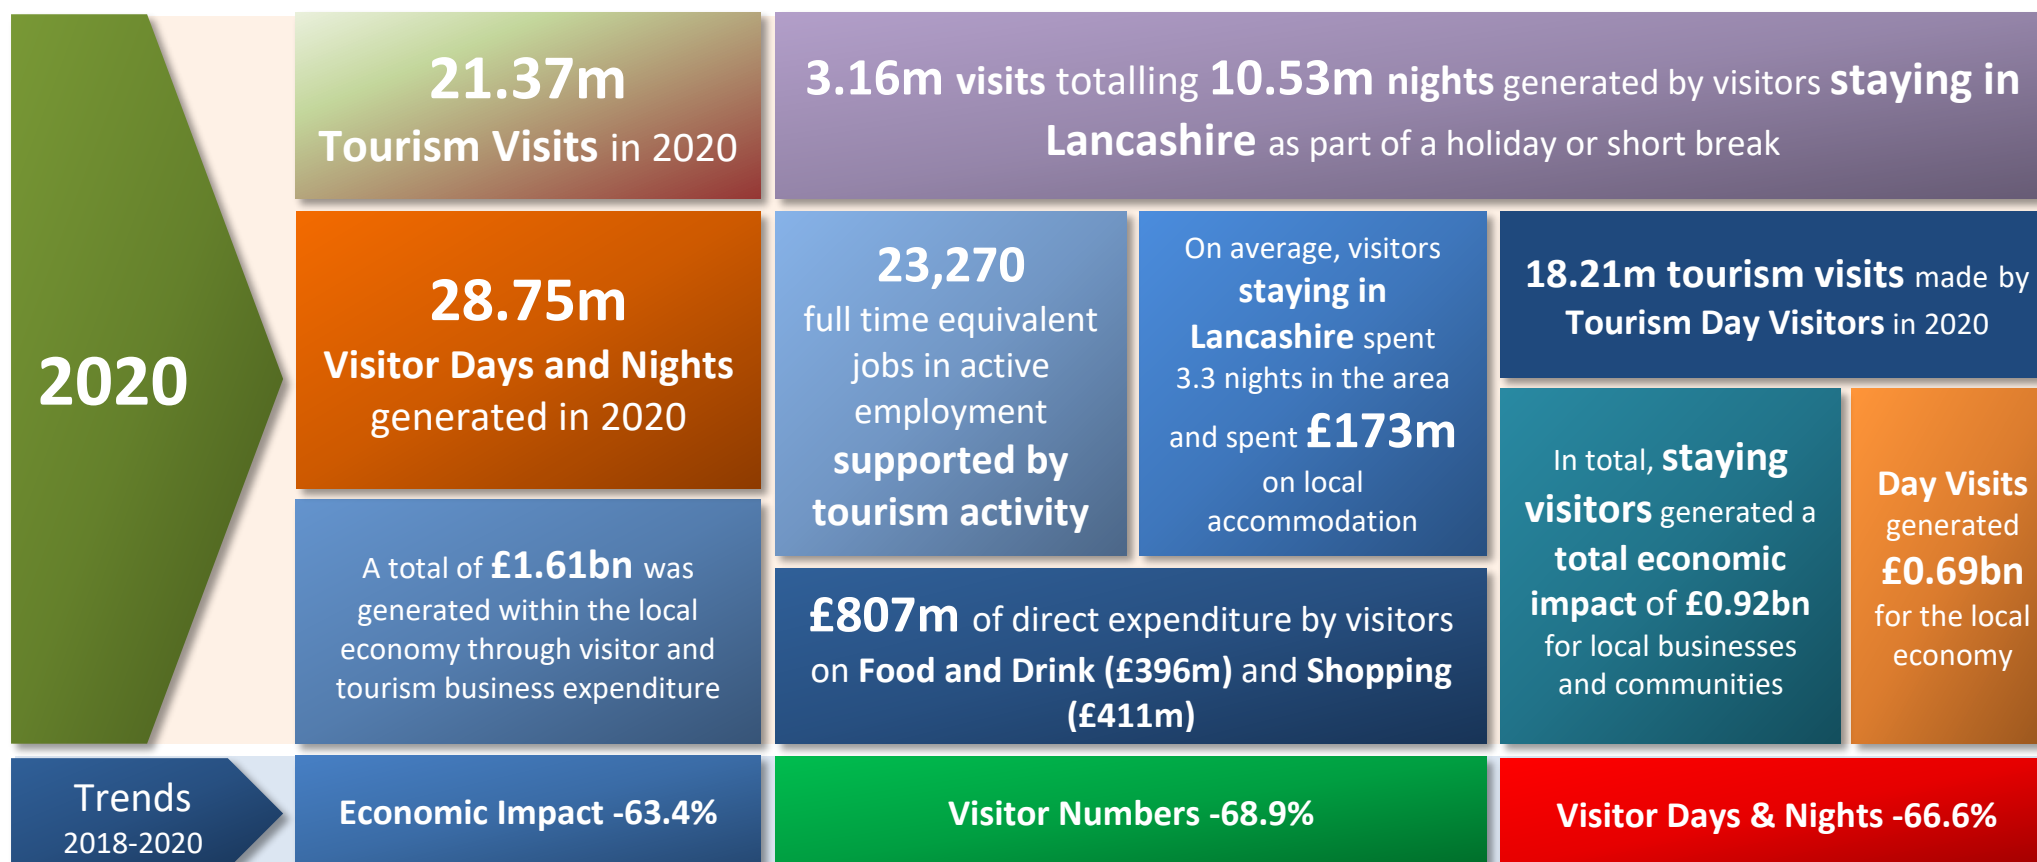 2020
21.37m
Tourism Visits in 2020
3.16m visits totalling 10.53m nights generated by visitors staying in
Lancashire as part of a holiday or short break
28.75m
Visitor Days and Nights
generated in 2020
23,270
full time equivalent
jobs in active
employment
supported by
tourism activity
On average, visitors
staying in
Lancashire spent
3.3 nights in the area
and spent £173m
on local
accommodation
18.21m tourism visits made by
Tourism Day Visitors in 2020
A total of £1.61bn was
generated within the local
economy through visitor and
tourism business expenditure
£807m of direct expenditure by visitors
on Food and Drink (£396m) and Shopping
(£411m)
In total, staying
visitors generated a
total economic
impact of £0.92bn
for local businesses
and communities
Day Visits
generated
£0.69bn
for the local
economy
Trends
2018-2020
Economic Impact -63.4%
Visitor Numbers -68.9%
Visitor Days & Nights -66.6%